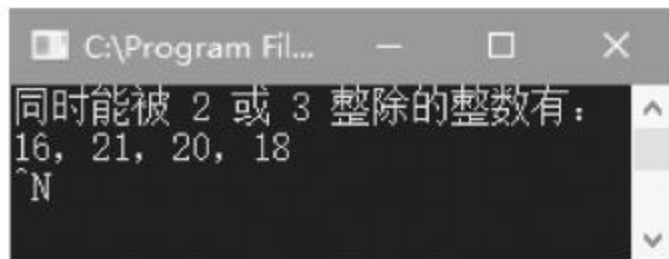 C:\Program Fil...
同时能被 2 或 3 整除的整数有:
16, 21, 20, 18
^N